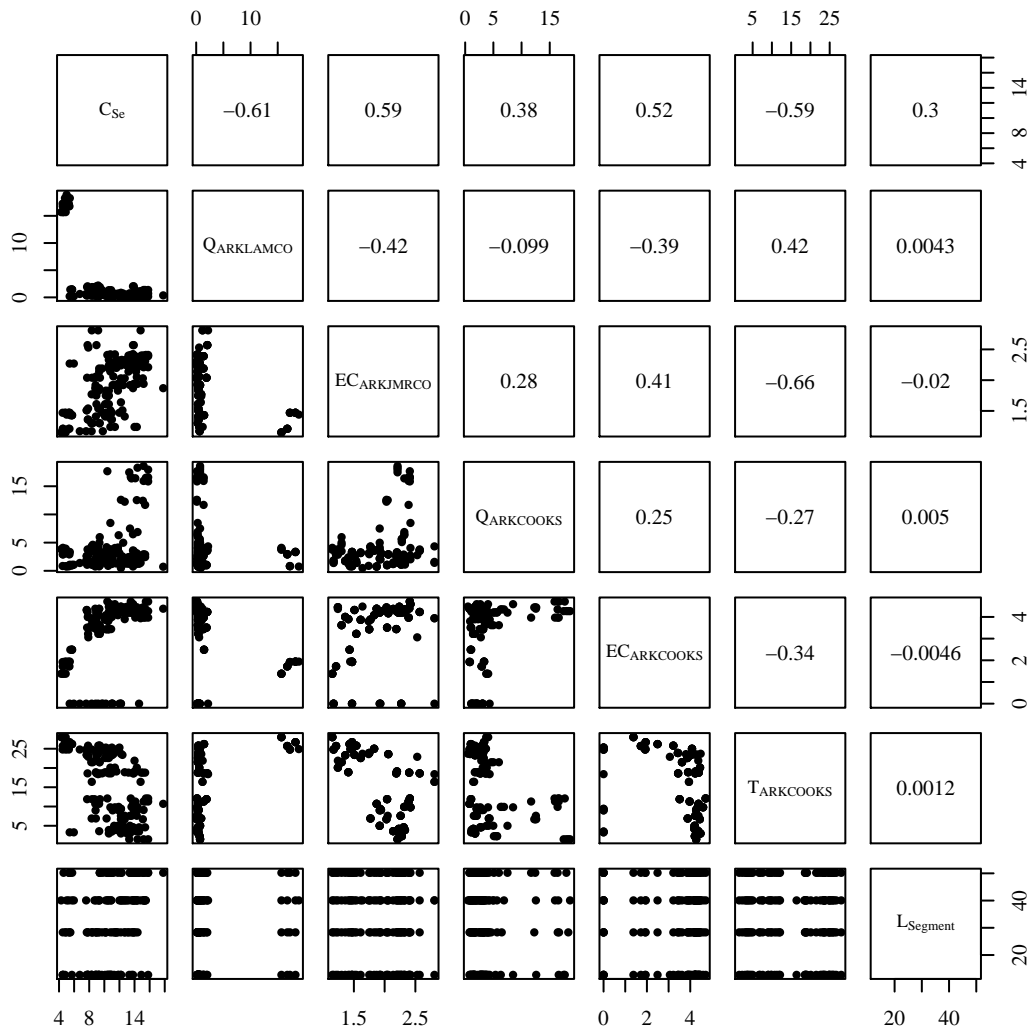 0 10 0 5 15 5 15 25
C_Se −0.61 0.59 0.38 0.52 −0.59 0.3 4 8 14
0 10 Q_ARKLAMCO −0.42 −0.099 −0.39 0.42 0.0043
EC_ARKJMRCO 0.28 0.41 −0.66 −0.02 1.5 2.5
0 5 15 Q_ARKCOOKS 0.25 −0.27 0.005
EC_ARKCOOKS −0.34 −0.0046 0 2 4
5 15 25 T_ARKCOOKS 0.0012
L_Segment 20 40
4 8 14 1.5 2.5 0 2 4 20 40